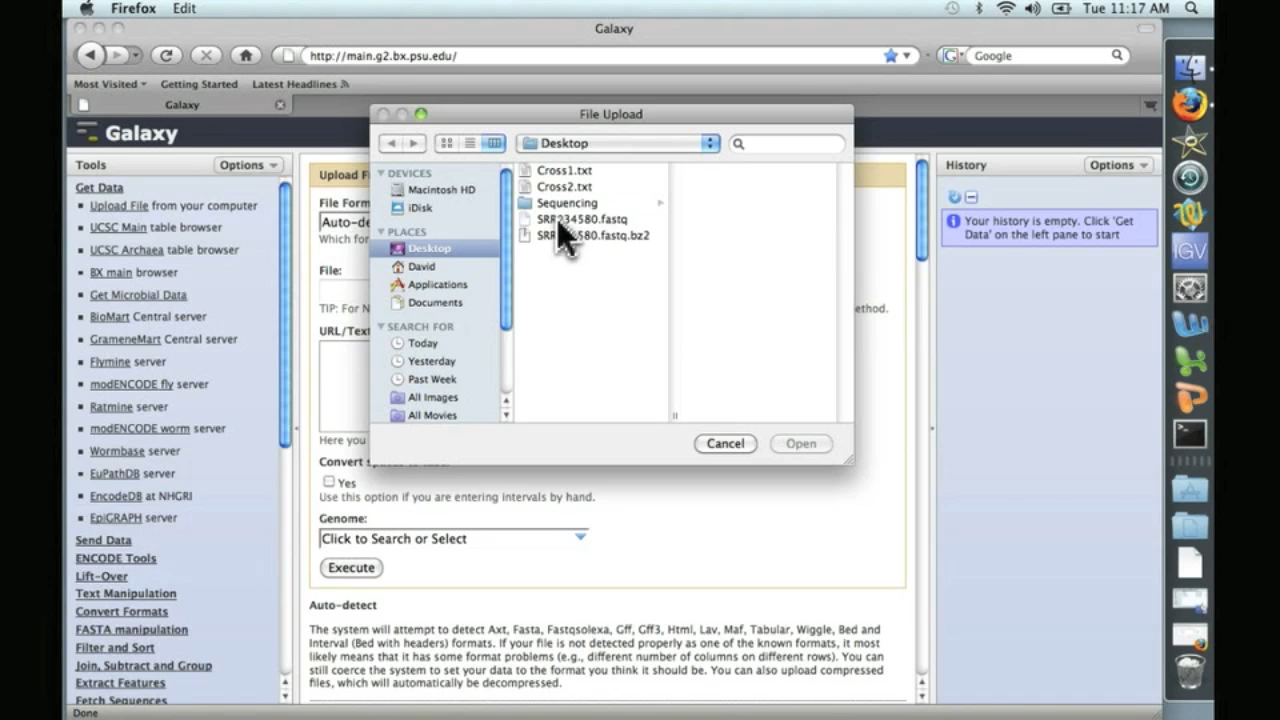 Firefox Edit
Tue 11:17 AM
Galaxy
http://main.g2.bx.psu.edu/
Google
Most Visited Getting Started Latest Headlines
Galaxy
Galaxy
File Upload
Desktop
DEVICES
Macintosh HD
iDisk
PLACES
Desktop
David
Applications
Documents
SEARCH FOR
Today
Yesterday
Past Week
All Images
All Movies
Cross1.txt
Cross2.txt
Sequencing
SRR234580.fastq
580.fastq.bz2
Cancel
Open
Tools
Options
Get Data
Upload File from your computer
UCSC Main table browser
UCSC Archaea table browser
BX main browser
Get Microbial Data
BioMart Central server
GrameneMart Central server
Flymine server
modENCODE fly server
Ratmine server
modENCODE worm server
Wormbase server
EuPathDB server
EncodeDB at NHGRI
EpiGRAPH server
Send Data
ENCODE Tools
Lift-Over
Text Manipulation
Convert Formats
FASTA manipulation
Filter and Sort
Join, Subtract and Group
Extract Features
Fetch Sequences
Done
Upload Fi
File Form
Auto-de
Which for
File:
TIP: For N
ethod.
URL/Text
Here you
Convert
Yes
Use this option if you are entering intervals by hand.
Genome:
Click to Search or Select
Execute
Auto-detect
The system will attempt to detect Axt, Fasta, Fastqsolexa, Gff, Gff3, Html, Lav, Maf, Tabular, Wiggle, Bed and
Interval (Bed with headers) formats. If your file is not detected properly as one of the known formats, it most
likely means that it has some format problems (e.g., different number of columns on different rows). You can
still coerce the system to set your data to the format you think it should be. You can also upload compressed
files, which will automatically be decompressed.
History
Options
Your history is empty. Click 'Get
Data' on the left pane to start
IGV